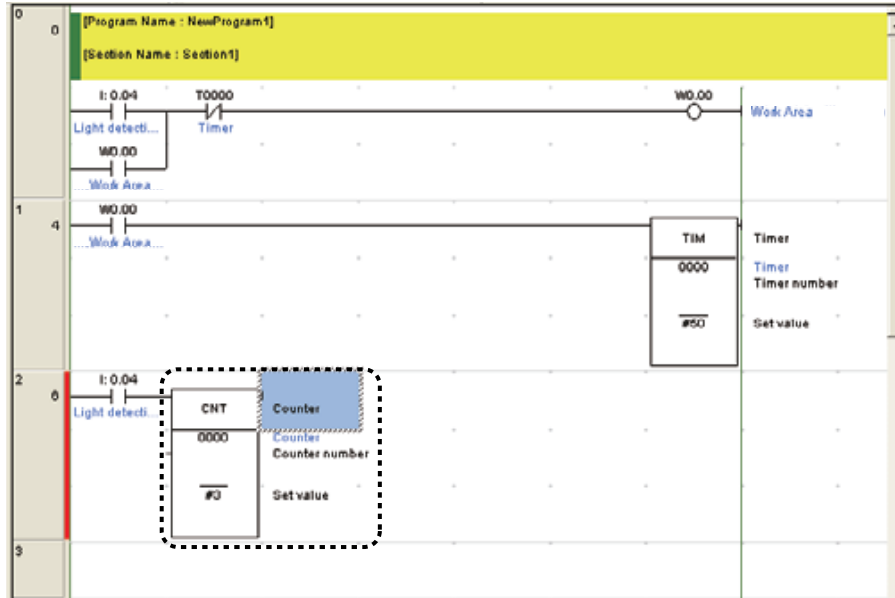 0
0
[Program Name : NewProgram1]
[Section Name : Section1]
I: 0.04
T0000
W0.00
Work Area
Light detecti...
Timer
W0.00
Work Area
1
4
W0.00
Work Area
TIM
Timer
0000
Timer
Timer number
#50
Set value
2
6
I: 0.04
Light detecti...
CNT
Counter
0000
Counter
Counter number
#3
Set value
3